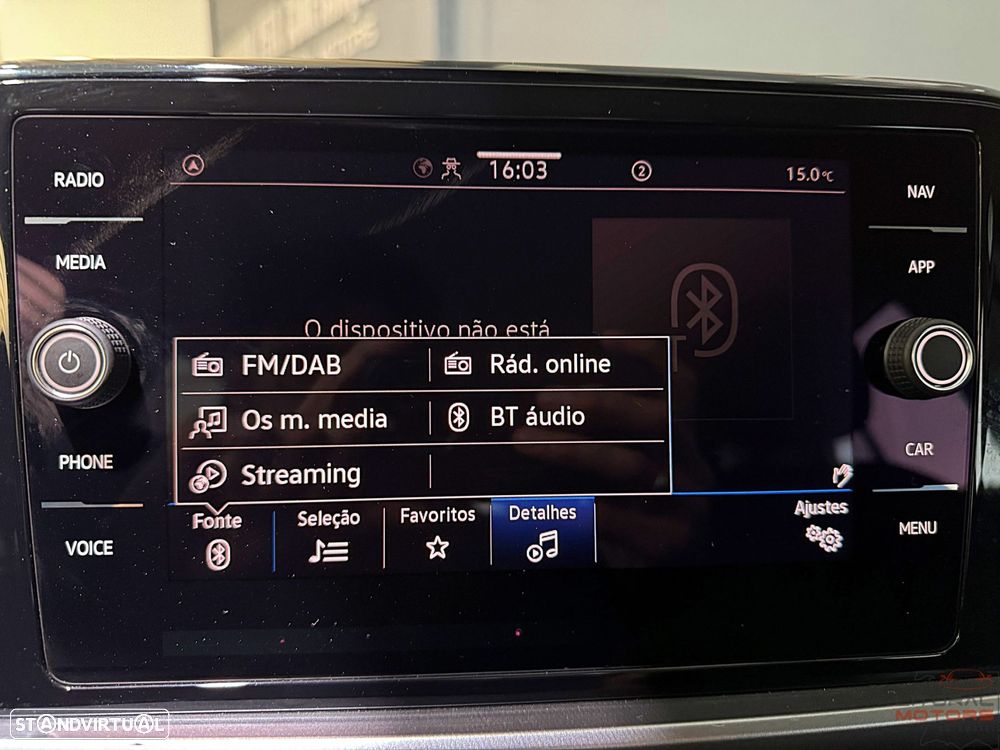 RADIO
MEDIA
PHONE
VOICE
16:03
2
15.0°C
NAV
APP
CAR
MENU
O dispositivo não está
FM/DAB
Rád. online
Os m. media
BT áudio
Streaming
Fonte
Seleção
Favoritos
Detalhes
Ajustes
STANDVIRTUAL
MOTORS